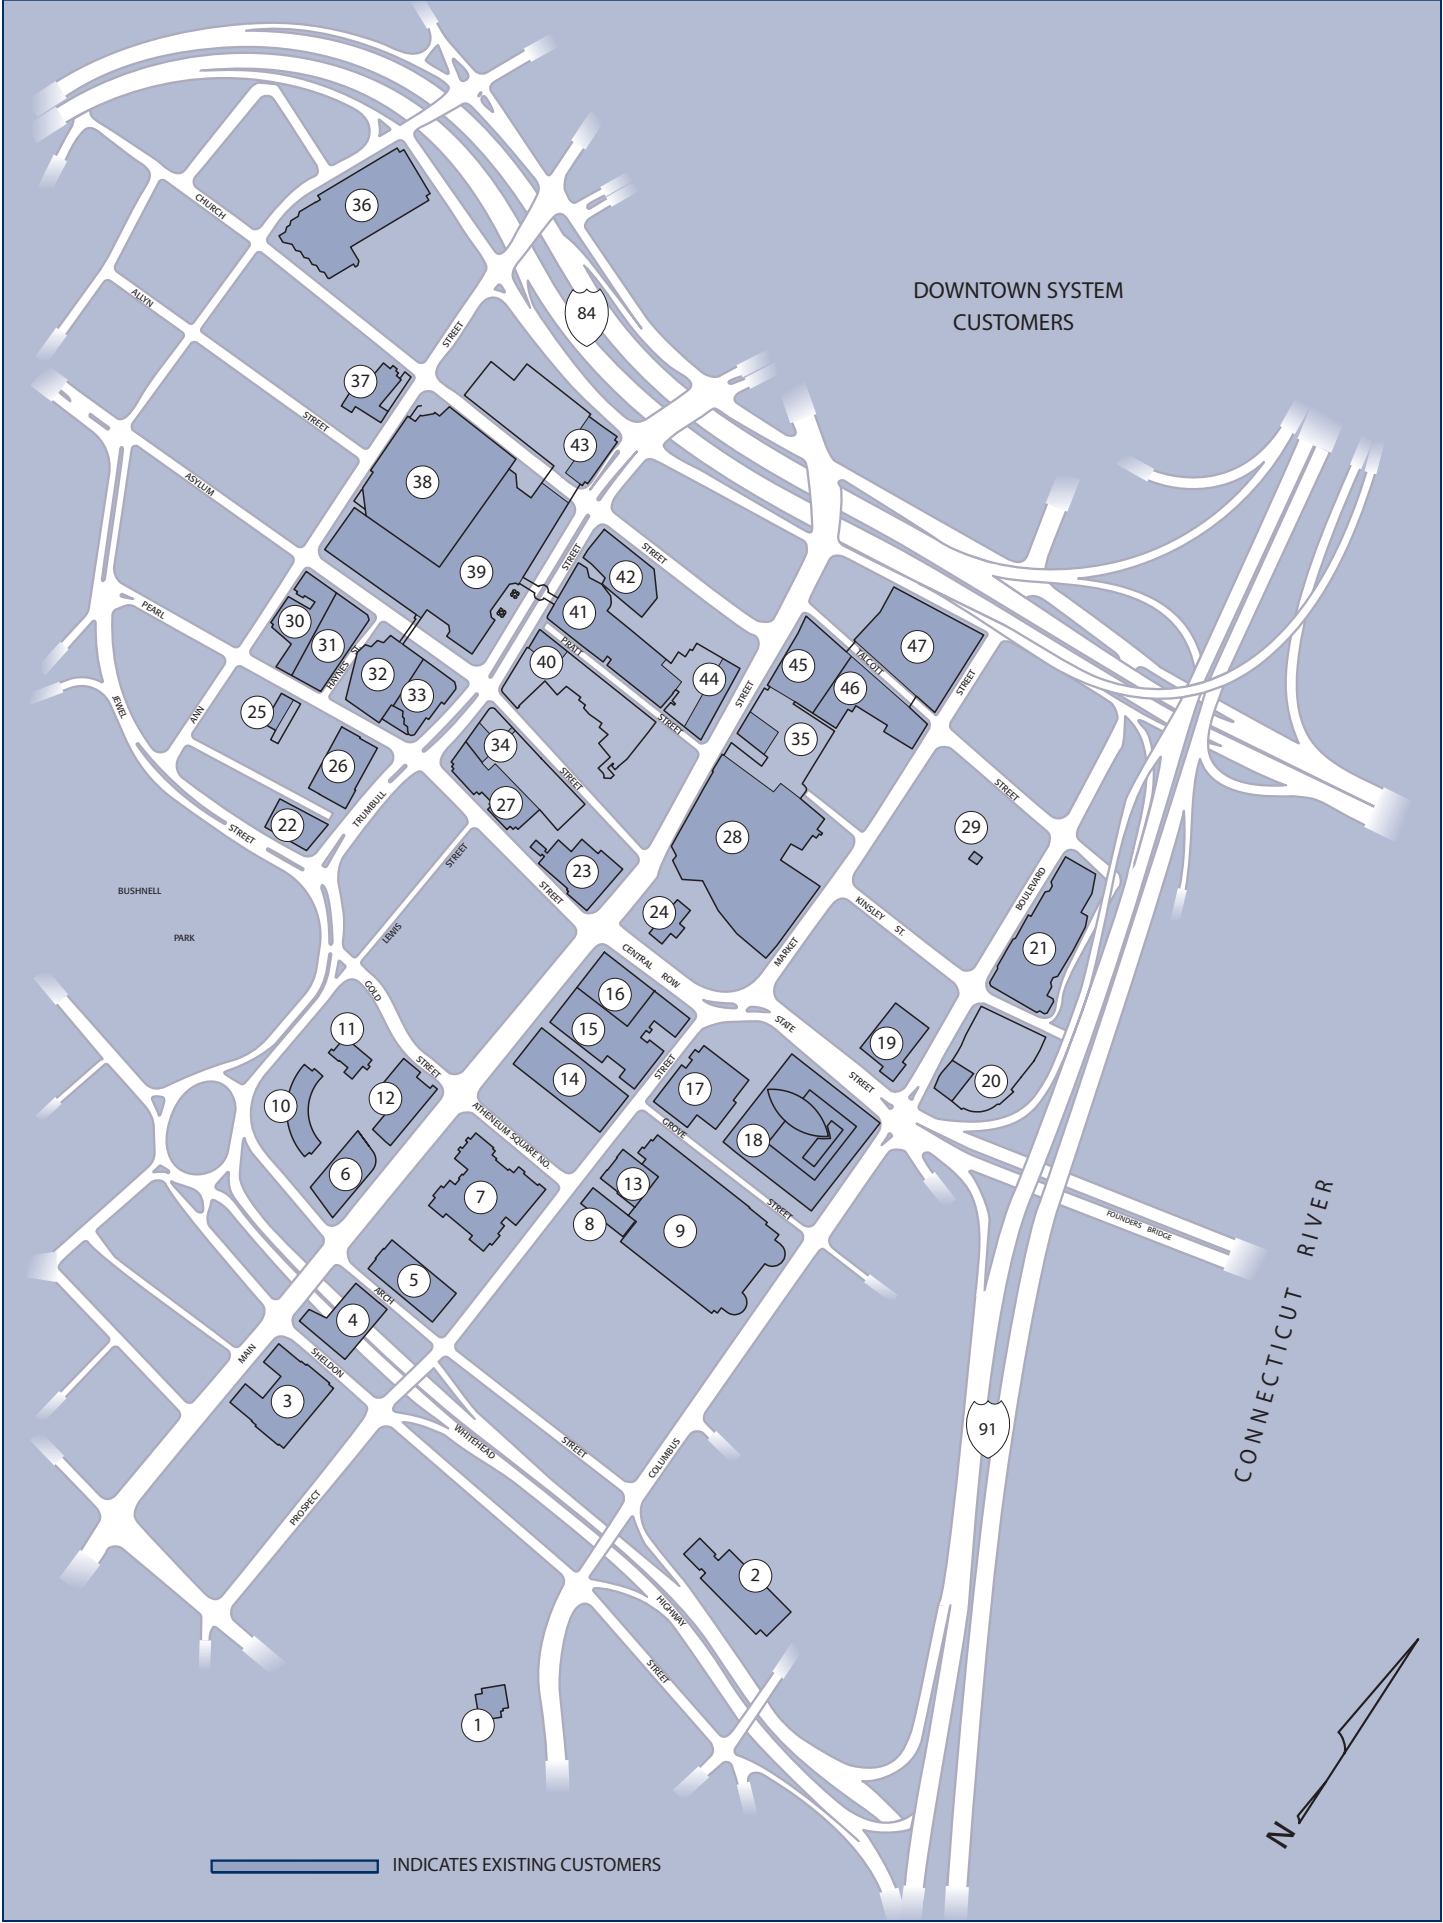 36
CHURCH
ALLYN
84
DOWNTOWN SYSTEM
CUSTOMERS
STREET
37
STREET
43
38
ASYLUM
STREET
STREET
39
42
41
PEARL
30
31
HAYNES ST.
32
33
PRATT
40
44
45
TALCOTT
46
47
STREET
STREET
JEWEL
ANN
25
STREET
35
34
26
STREET
27
STREET
TRUMBULL
22
STREET
28
29
STREET
BUSHNELL
PARK
23
STREET
24
KINSLEY ST.
BOULEVARD
21
LEWIS
CENTRAL ROW
MARKET
GOLD
16
15
STATE
11
19
STREET
STREET
STREET
14
17
20
10
12
ATHENEUM SQUARE NO.
GROVE
18
6
7
13
8
9
STREET
FOUNDERS BRIDGE
CONNECTICUT RIVER
5
ARCH
4
MAIN
SHELDON
3
91
WHITEHEAD
STREET
COLUMBUS
PROSPECT
2
HIGHWAY
STREET
1
N
INDICATES EXISTING CUSTOMERS